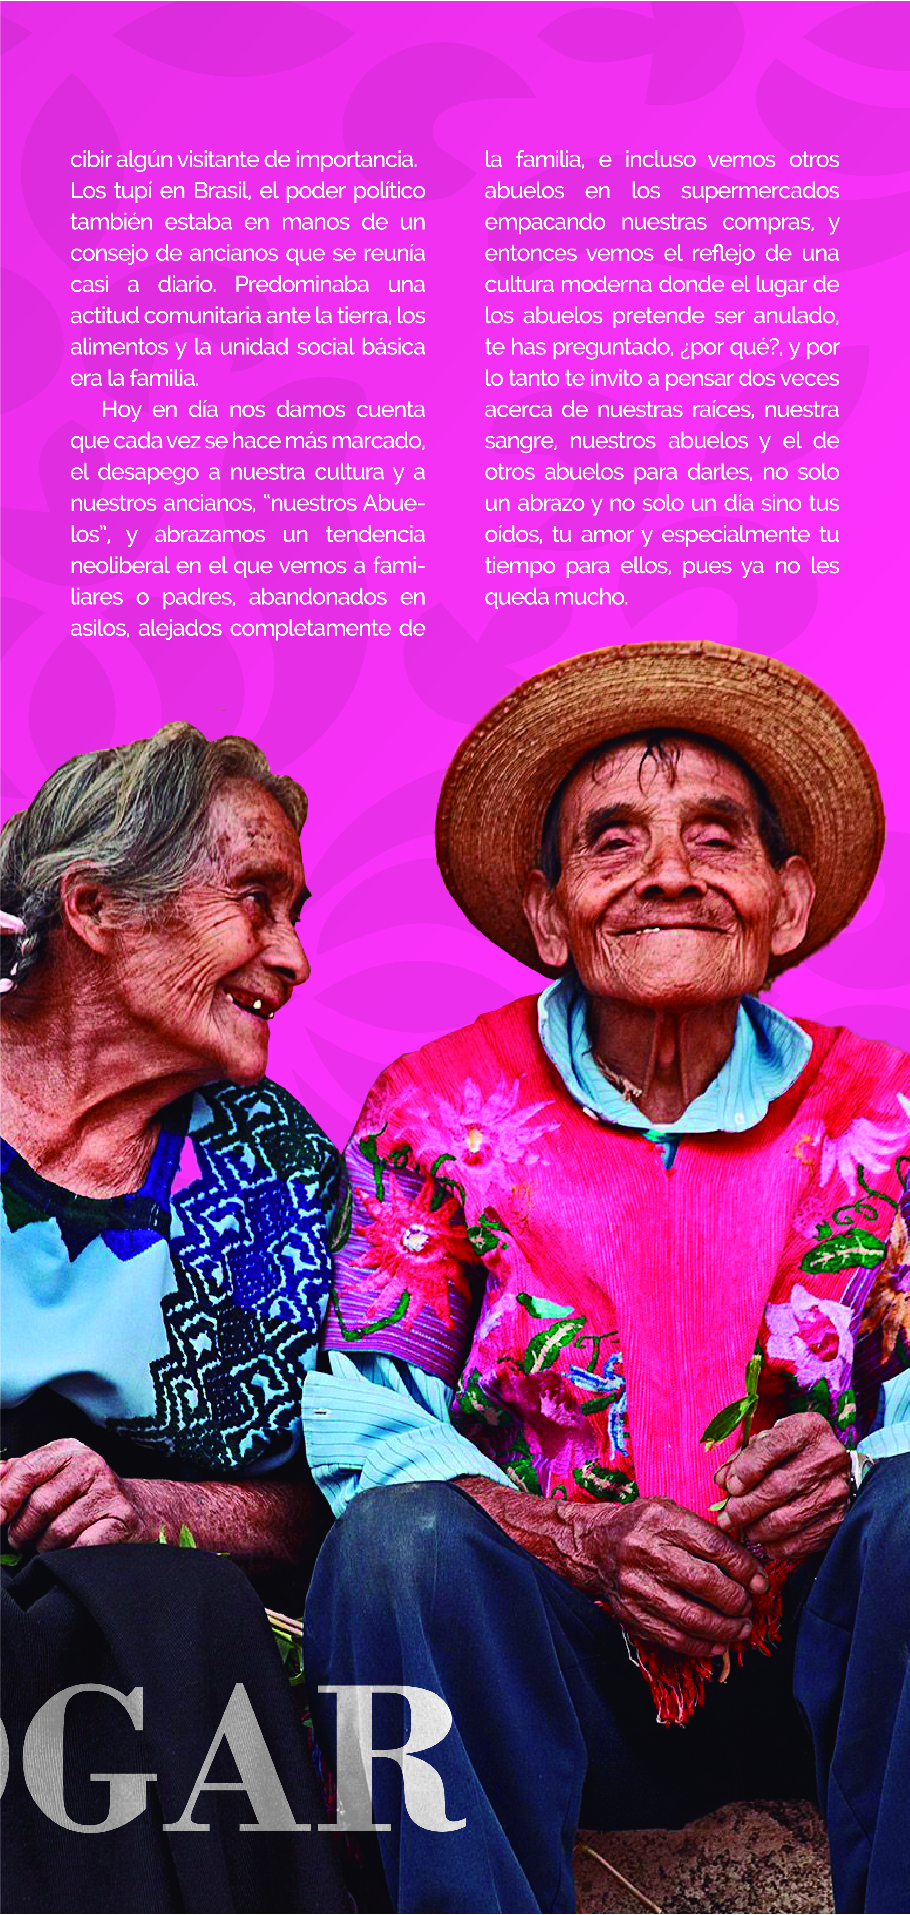 cibir algún visitante de importancia.
Los tupí en Brasil, el poder político
también estaba en manos de un
consejo de ancianos que se reunía
casi a diario. Predominaba una
actitud comunitaria ante la tierra, los
alimentos y la unidad social básica
era la familia.
Hoy en día nos damos cuenta
que cada vez se hace más marcado,
el desapego a nuestra cultura y a
nuestros ancianos, "nuestros Abue-
los", y abrazamos un tendencia
neoliberal en el que vemos a fami-
liares o padres, abandonados en
asilos, alejados completamente de
la familia, e incluso vemos otros
abuelos en los supermercados
empacando nuestras compras, y
entonces vemos el reflejo de una
cultura moderna donde el lugar de
los abuelos pretende ser anulado,
te has preguntado, ¿por qué?, y por
lo tanto te invito a pensar dos veces
acerca de nuestras raíces, nuestra
sangre, nuestros abuelos y el de
otros abuelos para darles, no solo
un abrazo y no solo un día sino tus
oídos, tu amor y especialmente tu
tiempo para ellos, pues ya no les
queda mucho.
OGAR